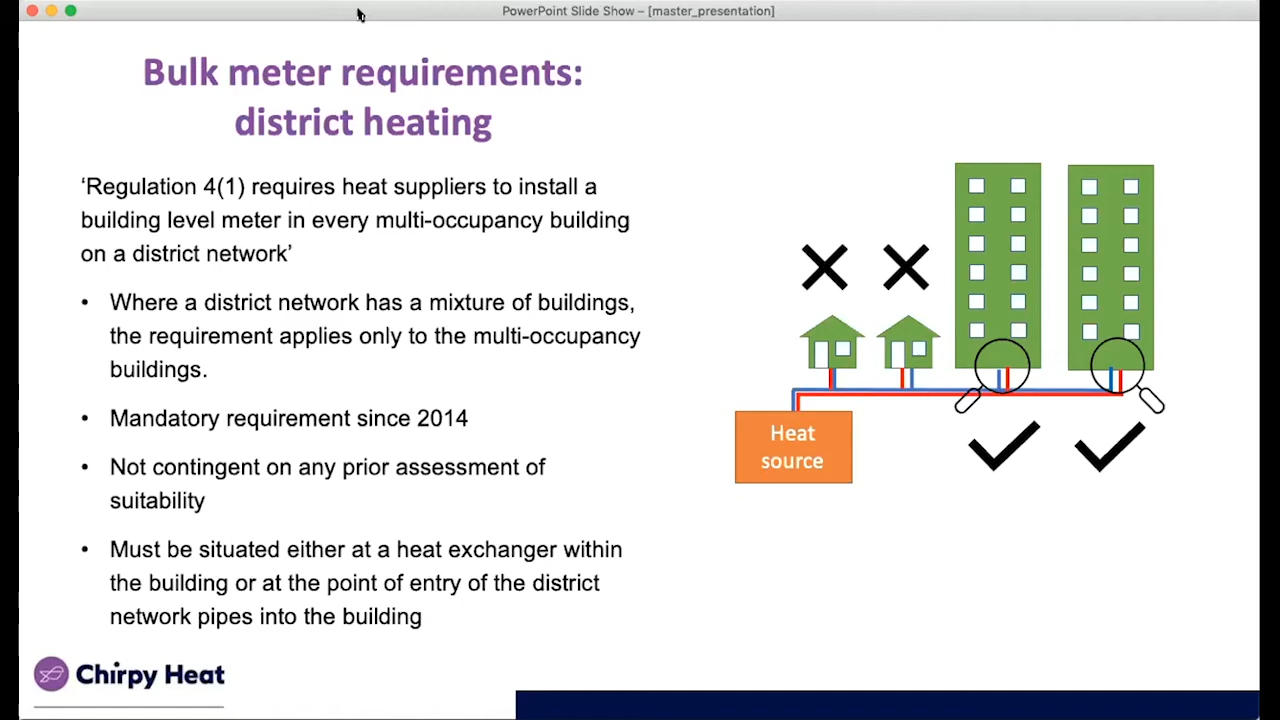 PowerPoint Slide Show – [master_presentation]
Bulk meter requirements:
district heating
‘Regulation 4(1) requires heat suppliers to install a
building level meter in every multi-occupancy building
on a district network’
• Where a district network has a mixture of buildings,
the requirement applies only to the multi-occupancy
buildings.
• Mandatory requirement since 2014
• Not contingent on any prior assessment of
suitability
• Must be situated either at a heat exchanger within
the building or at the point of entry of the district
network pipes into the building
Heat
source
Chirpy Heat